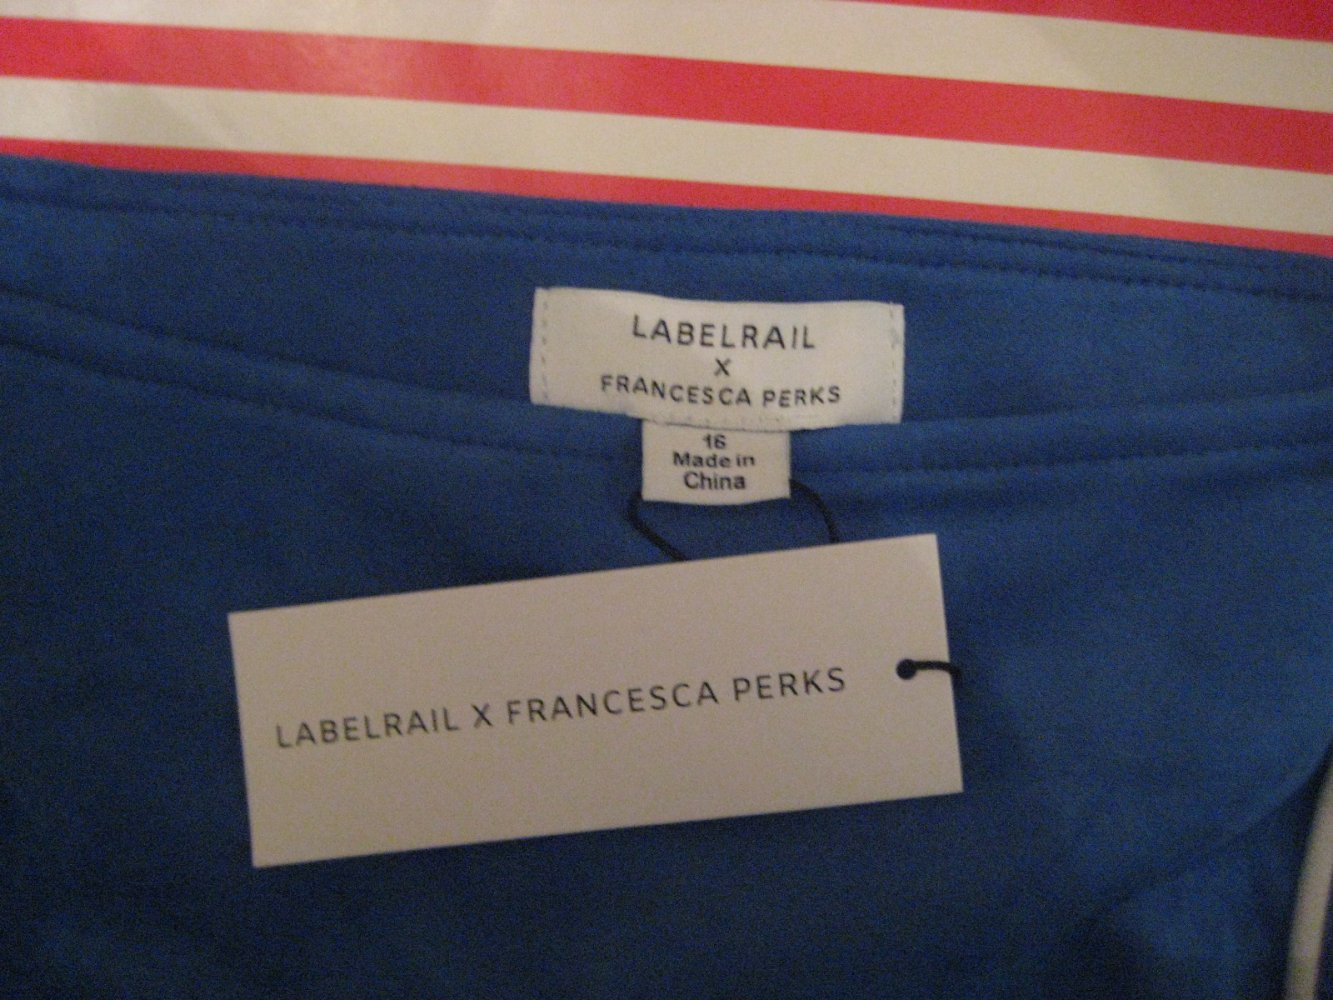 LABELRAIL
X
FRANCESCA PERKS
16
Made in
China
LABELRAIL X FRANCESCA PERKS